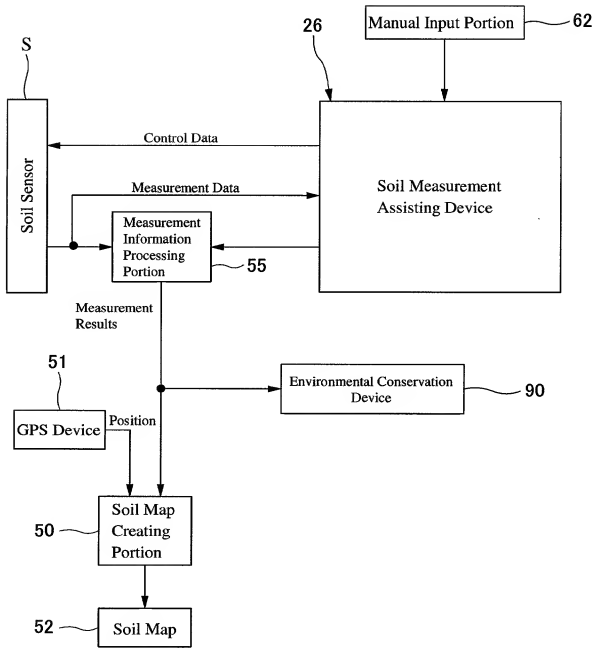 Manual Input Portion
62
26
S
Control Data
Soil Sensor
Measurement Data
Soil Measurement
Assisting Device
Measurement
Information
Processing
Portion
55
Measurement
Results
51
Environmental Conservation
Device
90
GPS Device
Position
50
Soil Map
Creating
Portion
52
Soil Map